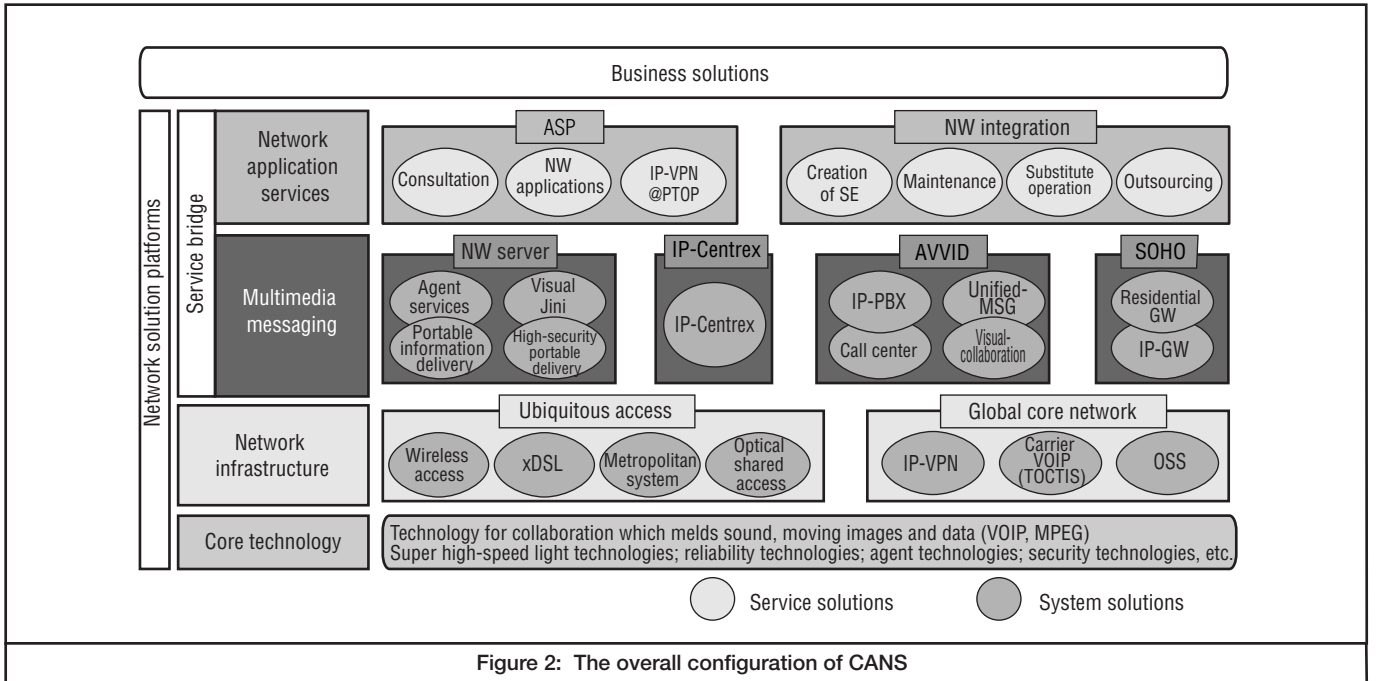 Business solutions
Network solution platforms
Service bridge
Network
application
services
ASP
Consultation
NW
applications
IP-VPN
@PTOP
NW integration
Creation
of SE
Maintenance
Substitute
operation
Outsourcing
Multimedia
messaging
NW server
Agent
services
Visual
Jini
Portable
information
delivery
High-security
portable
delivery
IP-Centrex
IP-Centrex
AVVID
IP-PBX
Unified-
MSG
Call center
Visual-
collaboration
SOHO
Residential
GW
IP-GW
Network
infrastructure
Ubiquitous access
Wireless
access
xDSL
Metropolitan
system
Optical
shared
access
Global core network
IP-VPN
Carrier
VOIP
(TOCTIS)
OSS
Core technology
Technology for collaboration which melds sound, moving images and data (VOIP, MPEG)
Super high-speed light technologies; reliability technologies; agent technologies; security technologies, etc.
Service solutions
System solutions
Figure 2: The overall configuration of CANS